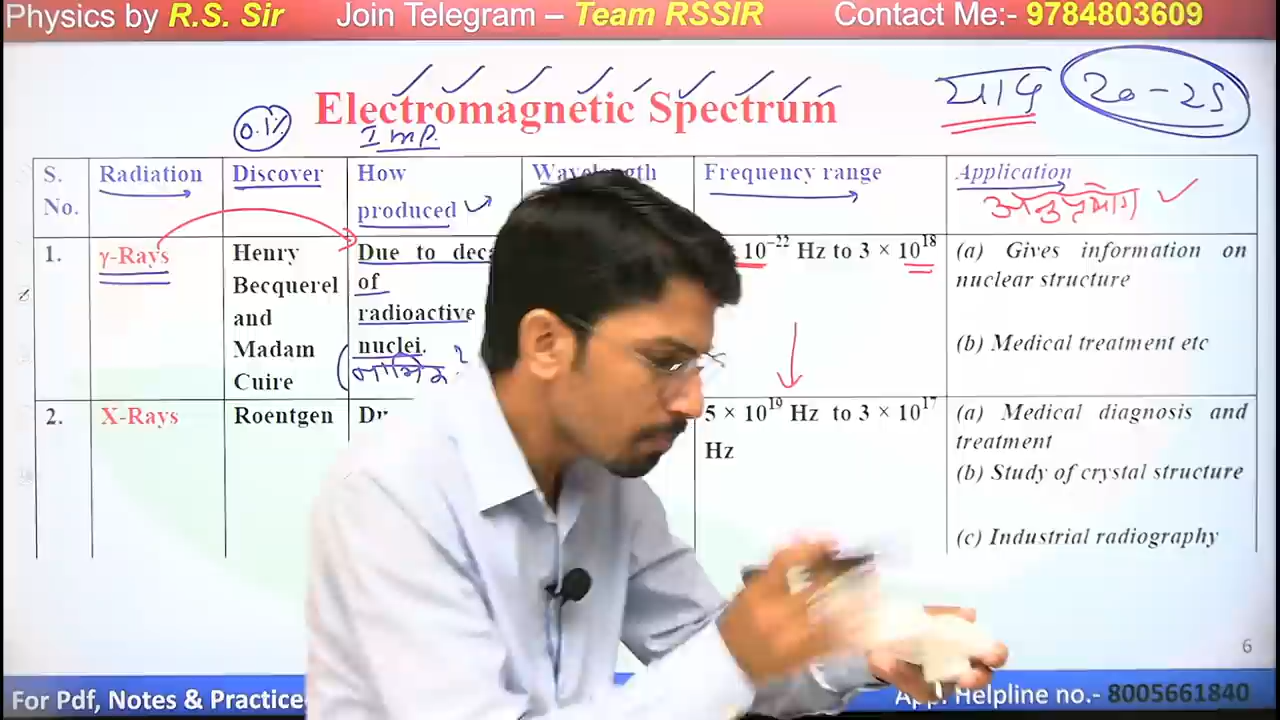 Physics by R.S. Sir Join Telegram – Team RSSIR Contact Me:- 9784803609
याद 20-25
Electromagnetic Spectrum
0.1% Imp.
S. No. Radiation Discover How produced Frequency range Application
1. γ-Rays Henry Becquerel and Madam Cuire Due to of radioactive nuclei. 10⁻²² Hz to 3 × 10¹⁸ (a) Gives information on nuclear structure
(b) Medical treatment etc
2. X-Rays Roentgen 5 × 10¹⁹ Hz to 3 × 10¹⁷ Hz (a) Medical diagnosis and treatment
(b) Study of crystal structure
(c) Industrial radiography
6
For Pdf, Notes & Practice Helpline no.- 8005661840